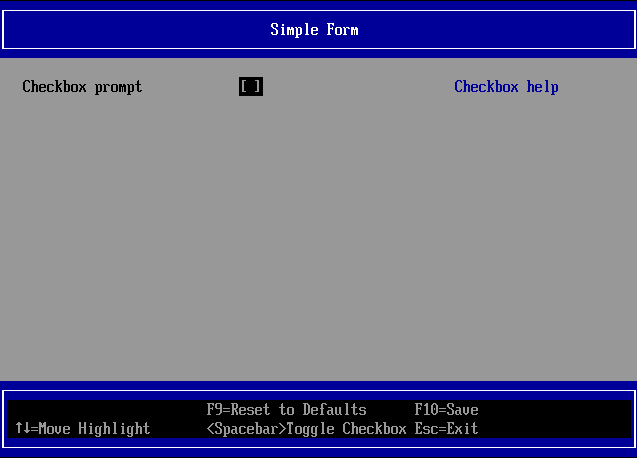 Simple Form
Checkbox prompt [ ] Checkbox help
F9=Reset to Defaults F10=Save
↑↓=Move Highlight <Spacebar>Toggle Checkbox Esc=Exit